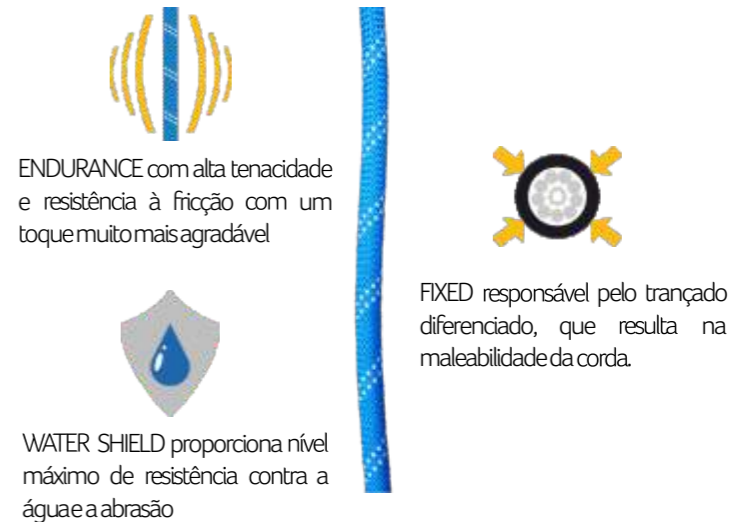 ENDURANCE com alta tenacidade
e resistência à fricção com um
toque muito mais agradável
WATER SHIELD proporciona nível
máximo de resistência contra a
água e a abrasão
FIXED responsável pelo trançado
diferenciado, que resulta na
maleabilidade da corda.